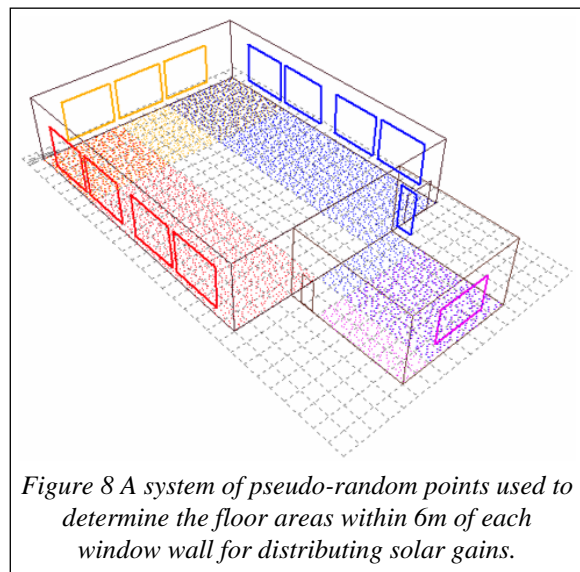 Figure 8 A system of pseudo-random points used to
determine the floor areas within 6m of each
window wall for distributing solar gains.